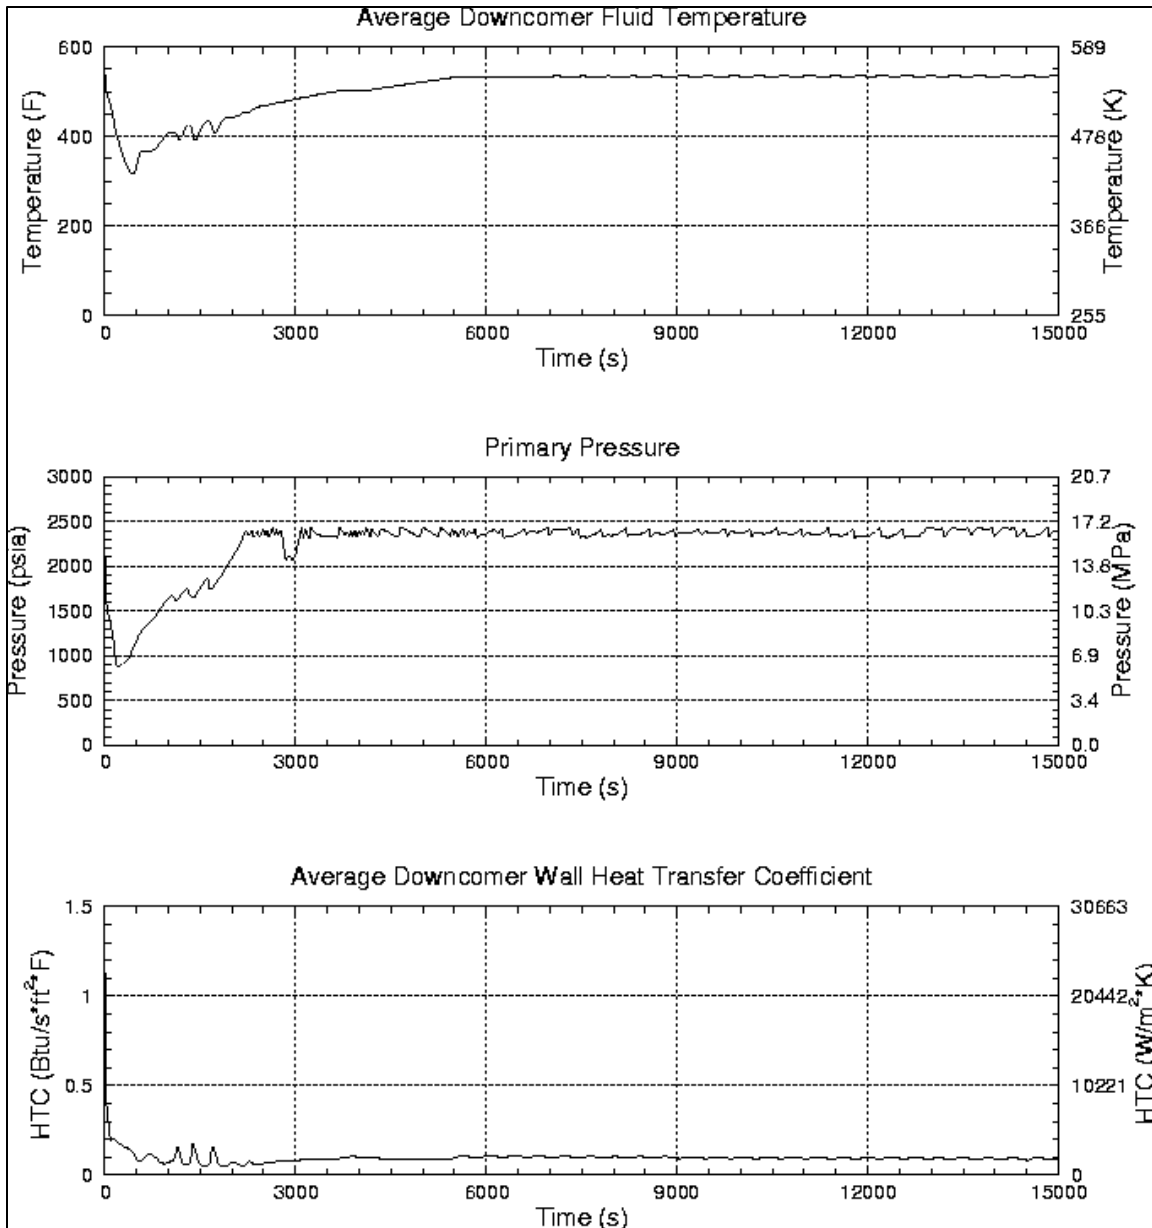 Average Downcomer Fluid Temperature
600
400
200
0
589
478
366
255
Temperature (F)
Temperature (K)
0 3000 6000 9000 12000 15000
Time (s)
Primary Pressure
3000
2500
2000
1500
1000
500
0
20.7
17.2
13.8
10.3
6.9
3.4
0.0
Pressure (psia)
Pressure (MPa)
0 3000 6000 9000 12000 15000
Time (s)
Average Downcomer Wall Heat Transfer Coefficient
1.5
1
0.5
0
30663
20442
10221
0
HTC (Btu/s*ft²*F)
HTC (W/m²*K)
0 3000 6000 9000 12000 15000
Time (s)